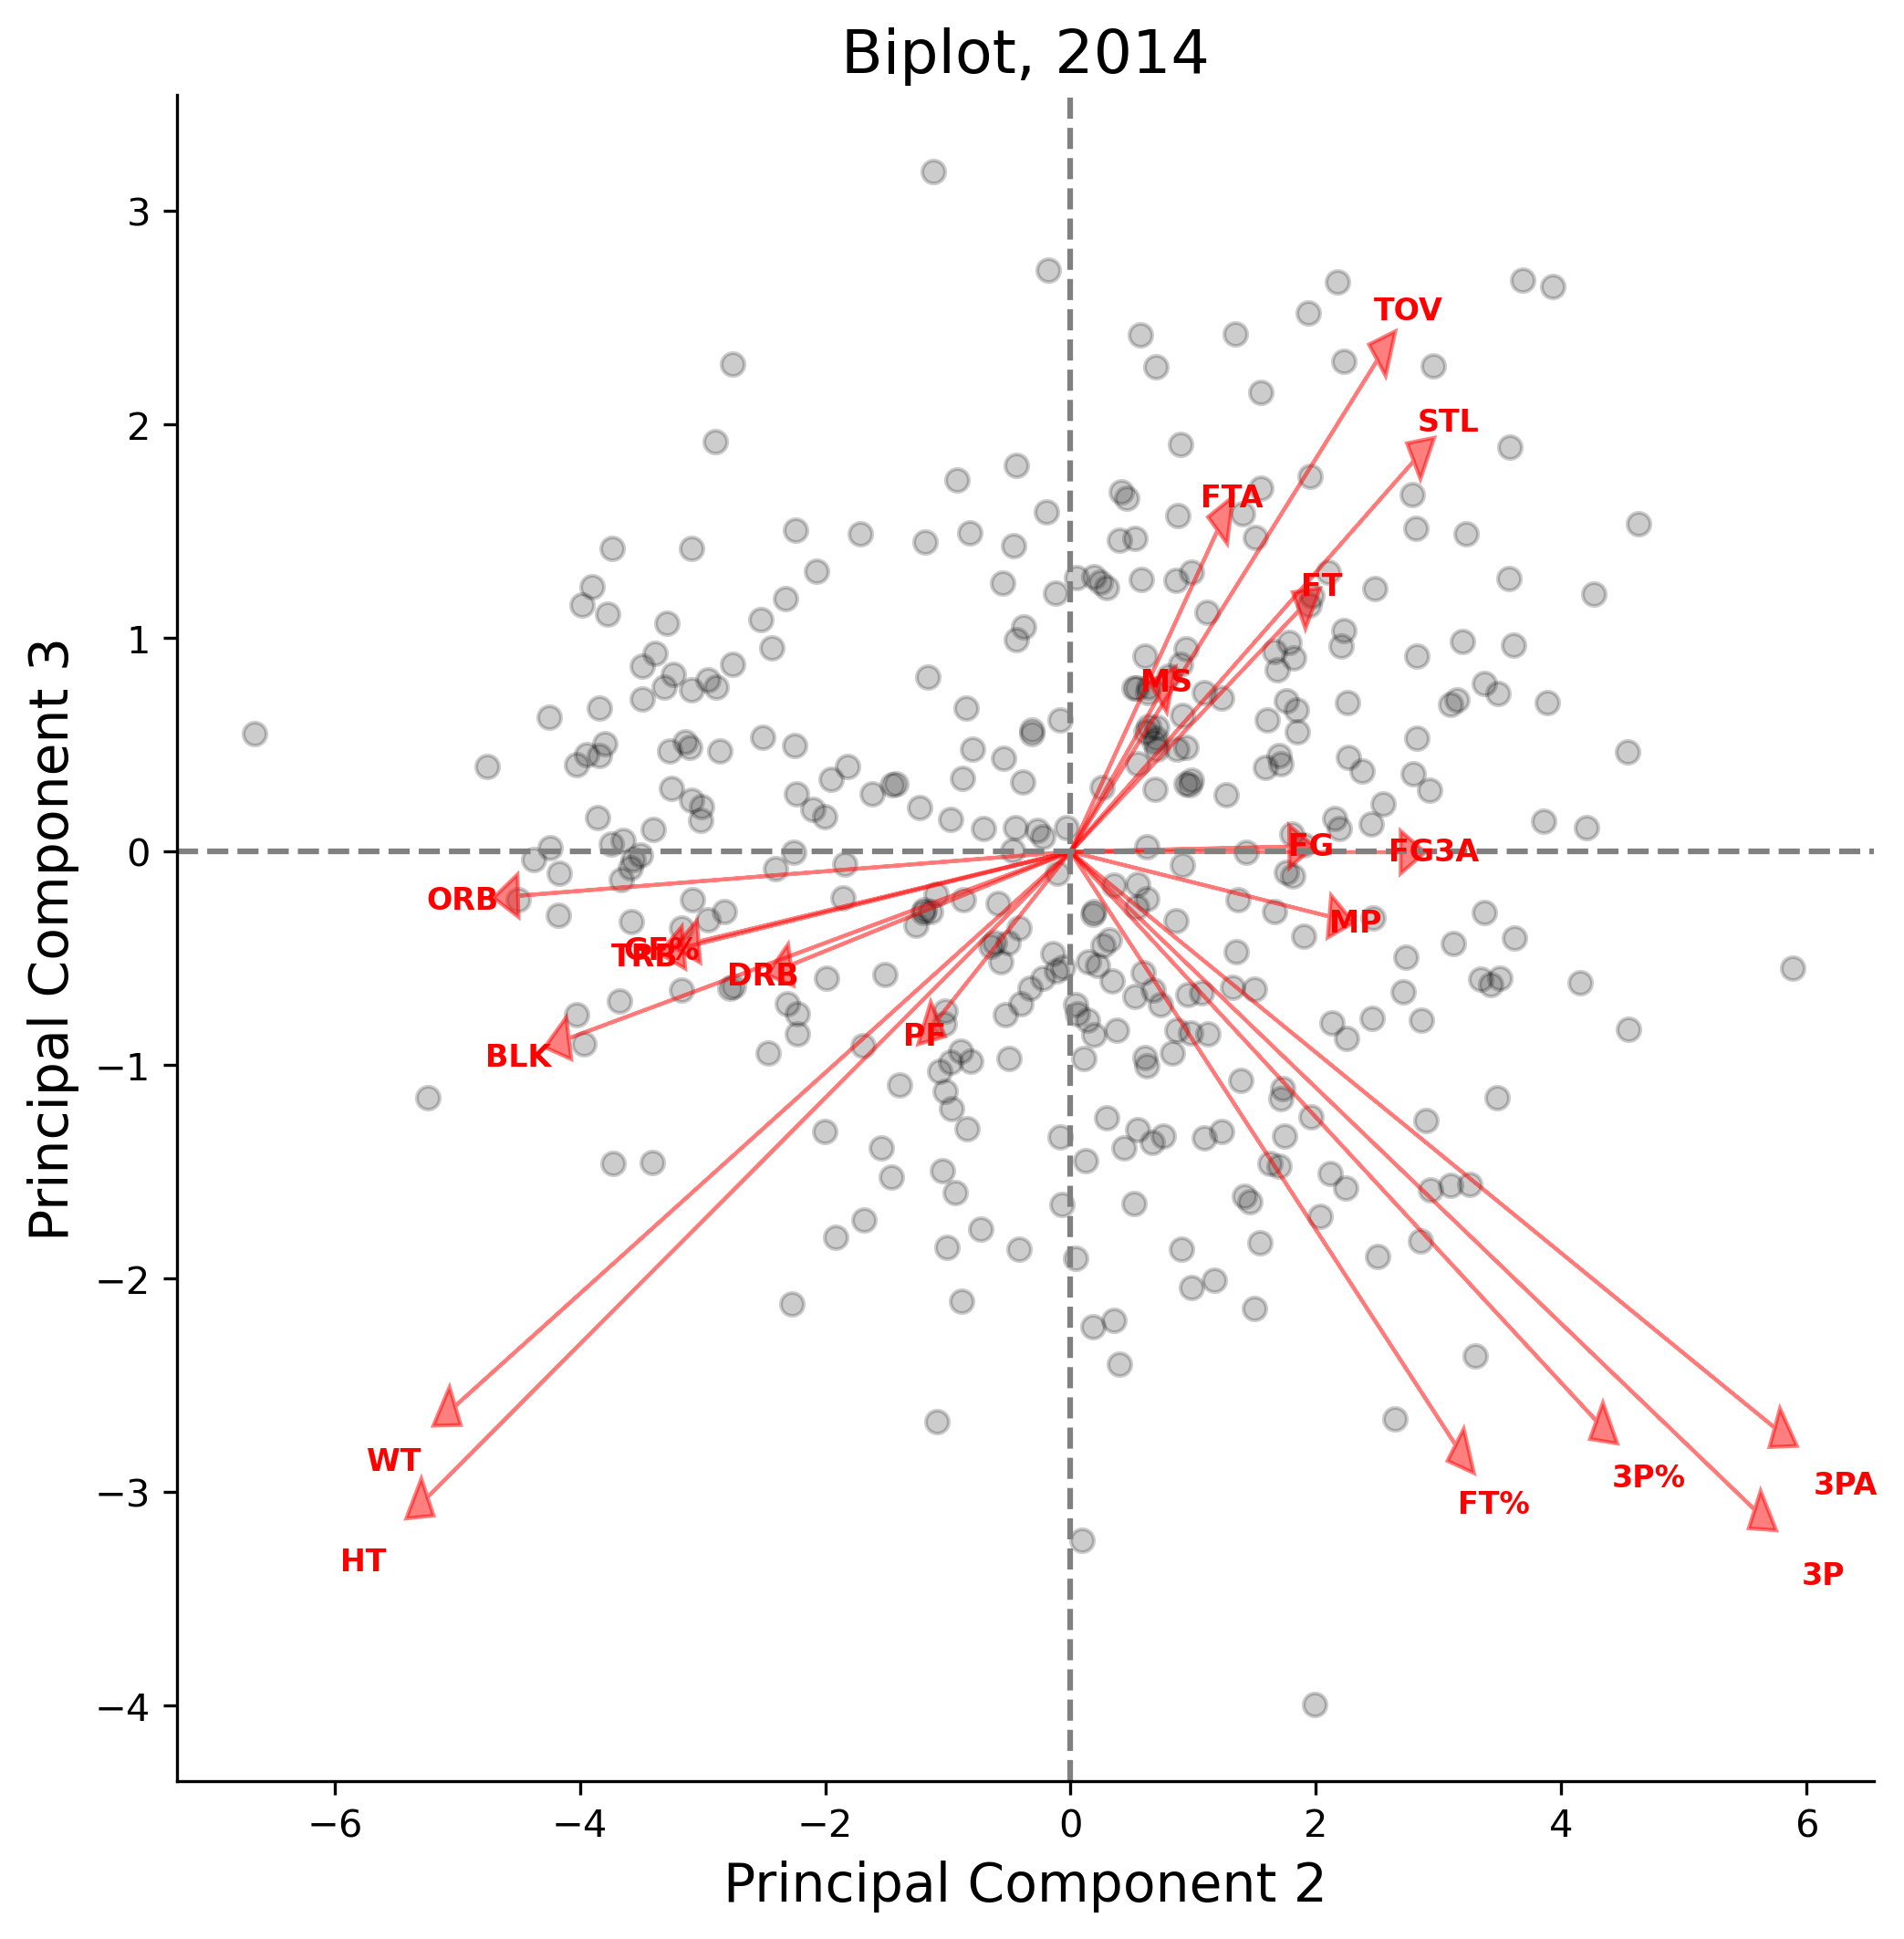 Biplot, 2014
Principal Component 3
3
2
1
0
−1
−2
−3
−4
TOV
STL
FTA
FT
MS
FG
FG3A
MP
ORB
TRB
DRB
PF
BLK
WT
HT
FT%
3P%
3PA
3P
−6
−4
−2
0
2
4
6
Principal Component 2